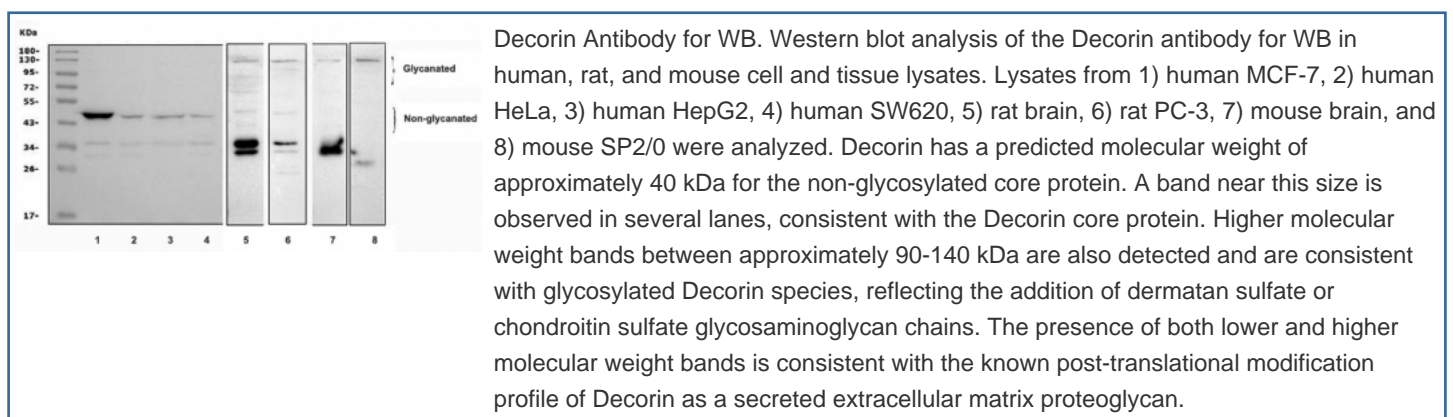 KDa
180-
130-
95-
72-
55-
43-
34-
26-
17-
Glycanated
Non-glycanated
1 2 3 4 5 6 7 8
Decorin Antibody for WB. Western blot analysis of the Decorin antibody for WB in
human, rat, and mouse cell and tissue lysates. Lysates from 1) human MCF-7, 2) human
HeLa, 3) human HepG2, 4) human SW620, 5) rat brain, 6) rat PC-3, 7) mouse brain, and
8) mouse SP2/0 were analyzed. Decorin has a predicted molecular weight of
approximately 40 kDa for the non-glycosylated core protein. A band near this size is
observed in several lanes, consistent with the Decorin core protein. Higher molecular
weight bands between approximately 90-140 kDa are also detected and are consistent
with glycosylated Decorin species, reflecting the addition of dermatan sulfate or
chondroitin sulfate glycosaminoglycan chains. The presence of both lower and higher
molecular weight bands is consistent with the known post-translational modification
profile of Decorin as a secreted extracellular matrix proteoglycan.